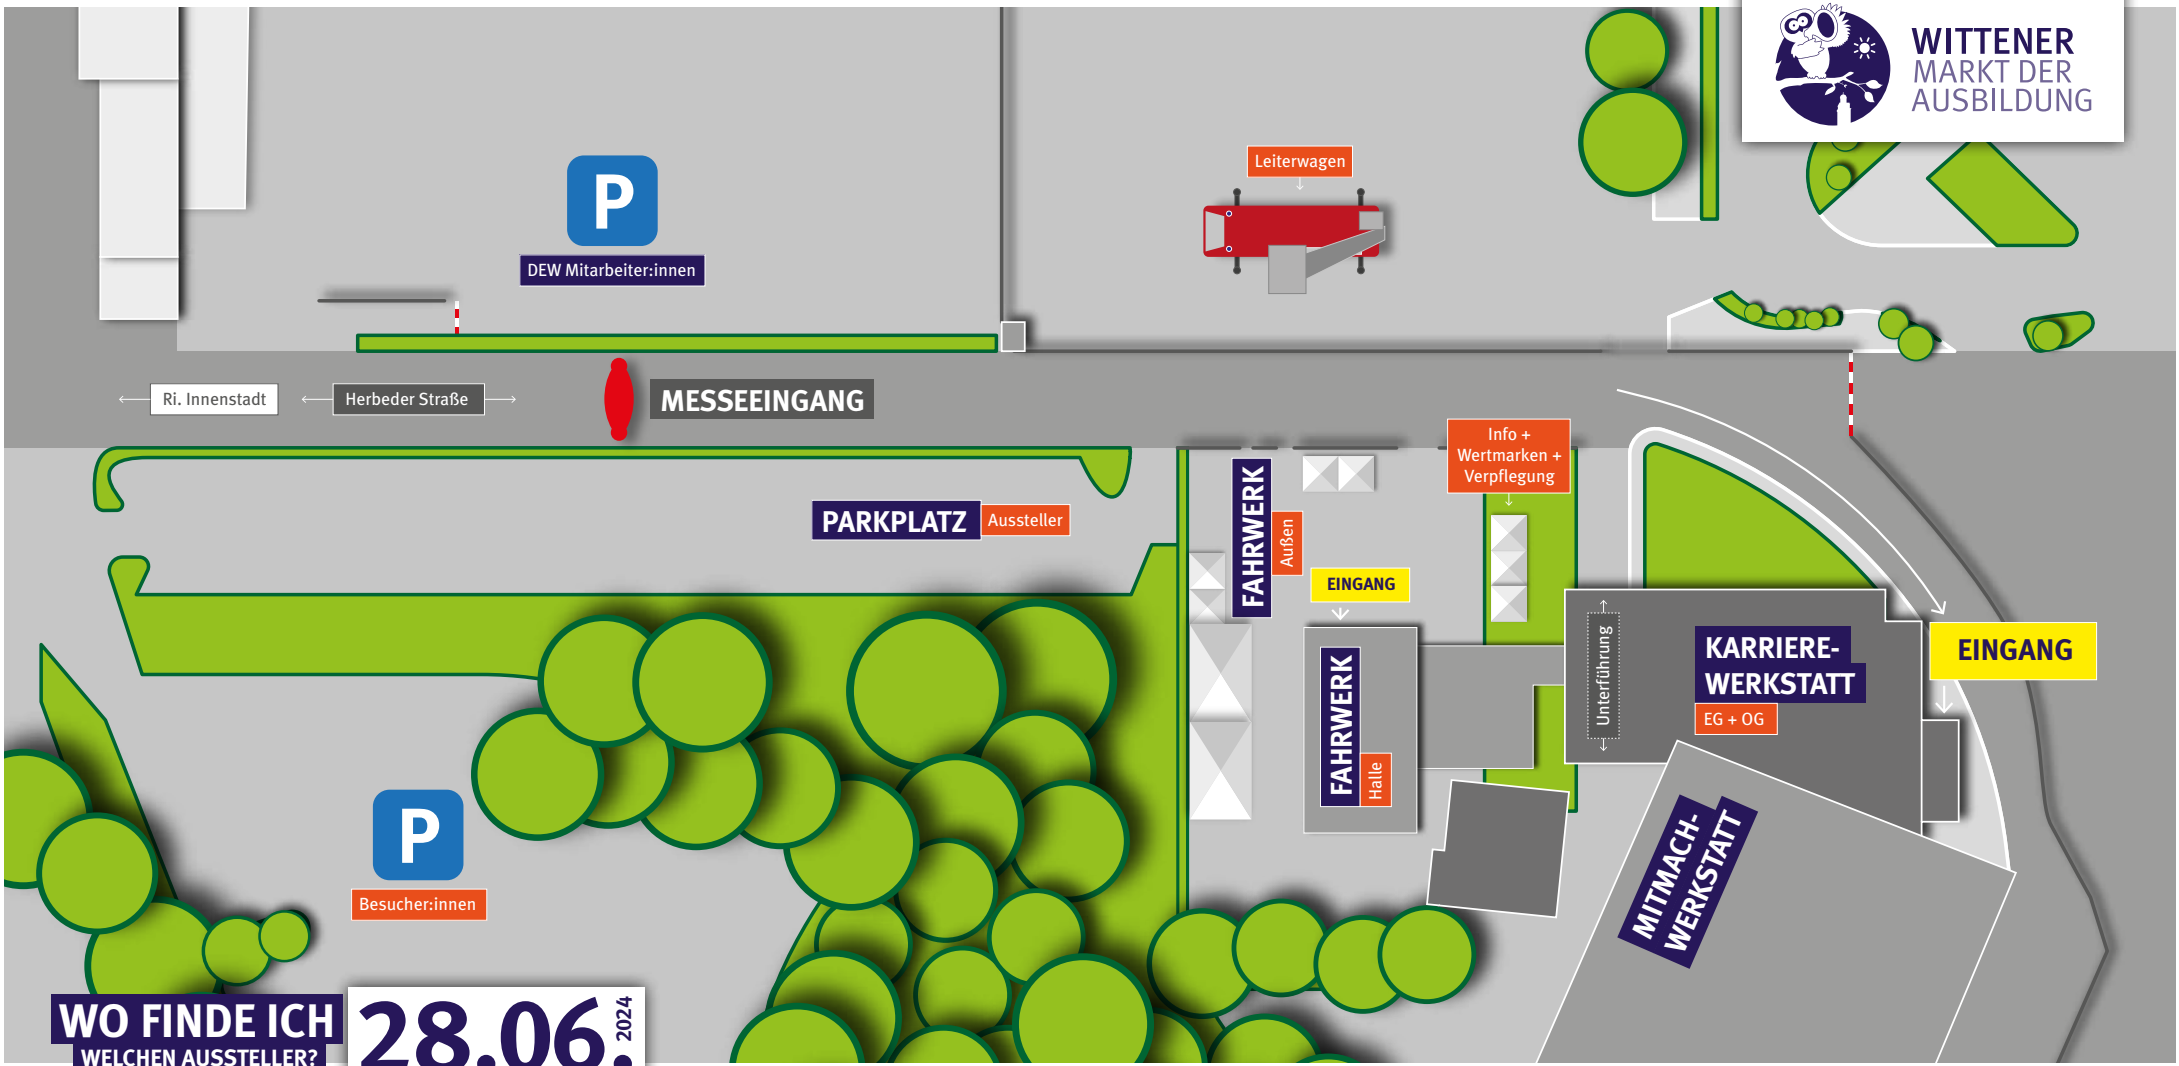 WITTENER
MARKT DER
AUSBILDUNG
Leiterwagen
P
DEW Mitarbeiter:innen
Ri. Innenstadt
Herbeder Straße
MESSEEINGANG
Info +
Wertmarken +
Verpflegung
PARKPLATZ
Aussteller
FAHRWERK
Außen
EINGANG
FAHRWERK
Halle
Unterführung
KARRIERE-
WERKSTATT
EG + OG
EINGANG
MITMACH-
WERKSTATT
P
Besucher:innen
WO FINDE ICH
WELCHEN AUSSTELLER?
28.06.
2024